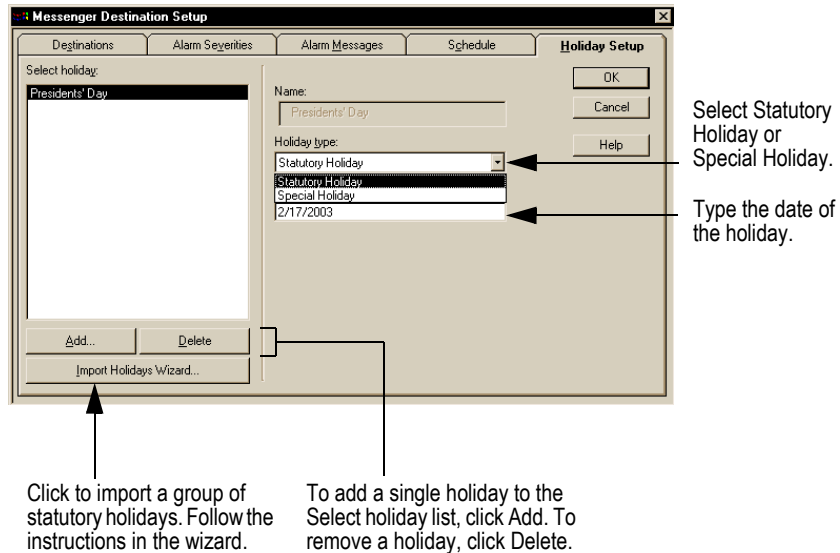 Messenger Destination Setup
Destinations
Alarm Severities
Alarm Messages
Schedule
Holiday Setup
Select holiday:
Presidents' Day
Name:
Presidents' Day
Holiday type:
Statutory Holiday
Statutory Holiday
Special Holiday
2/17/2003
OK
Cancel
Help
Add...
Delete
Import Holidays Wizard...
Select Statutory
Holiday or
Special Holiday.
Type the date of
the holiday.
Click to import a group of
statutory holidays. Follow the
instructions in the wizard.
To add a single holiday to the
Select holiday list, click Add. To
remove a holiday, click Delete.